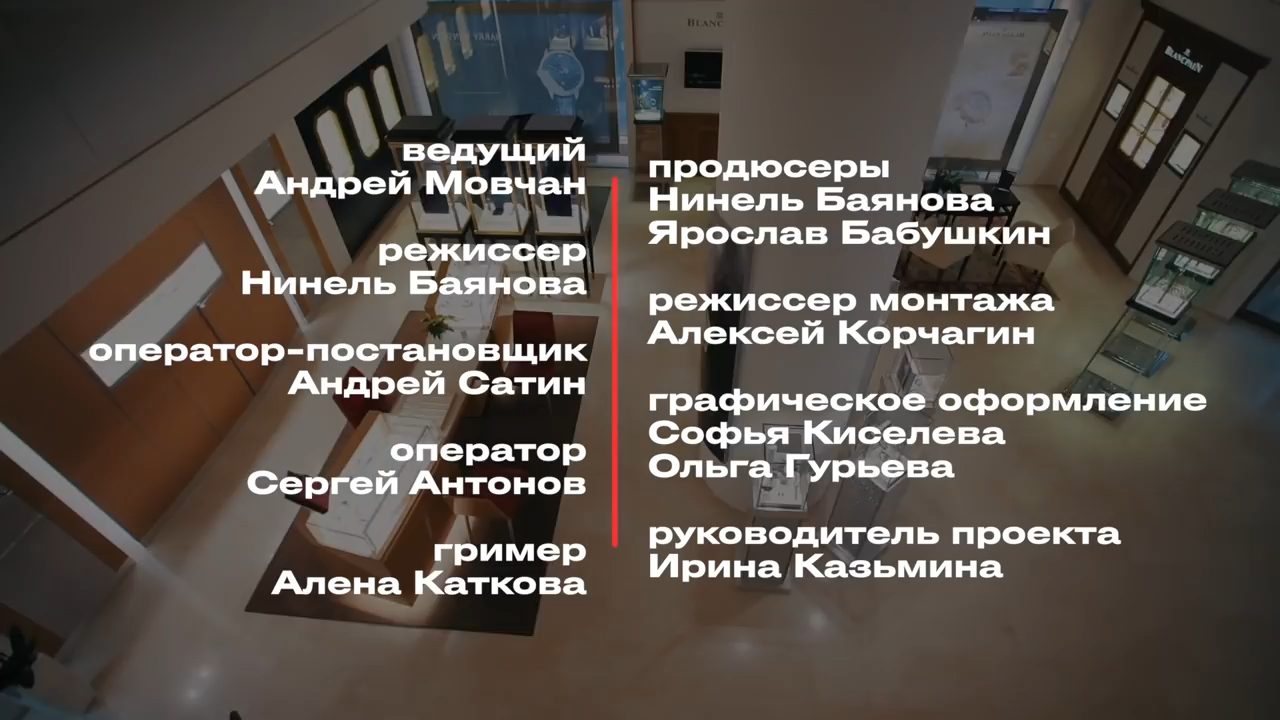 BLANCPAIN
ведущий
Андрей Мовчан
режиссер
Нинель Баянова
оператор-постановщик
Андрей Сатин
оператор
Сергей Антонов
гример
Алена Каткова
продюсеры
Нинель Баянова
Ярослав Бабушкин
режиссер монтажа
Алексей Корчагин
графическое оформление
Софья Киселева
Ольга Гурьева
руководитель проекта
Ирина Казьмина